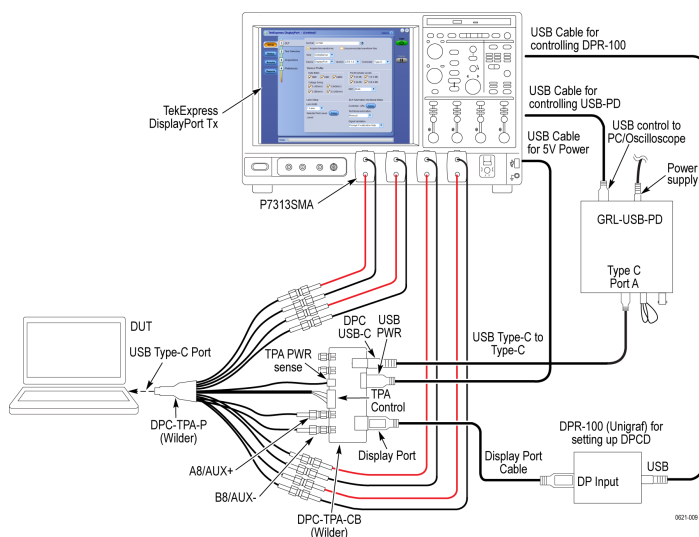 USB Cable for
controlling DPR-100
USB Cable for
controlling USB-PD
USB control to
PC/Oscilloscope
USB Cable
for 5V Power
Power
supply
TekExpress
DisplayPort Tx
P7313SMA
GRL-USB-PD
Type C
Port A
DUT
USB Type-C Port
DPC
USB-C
USB
PWR
USB Type-C to
Type-C
TPA PWR
sense
TPA
Control
DPC-TPA-P
(Wilder)
A8/AUX+
B8/AUX-
Display Port
Display Port
Cable
DPR-100 (Unigraf) for
setting up DPCD
DP Input
USB
DPC-TPA-CB
(Wilder)
0621-009